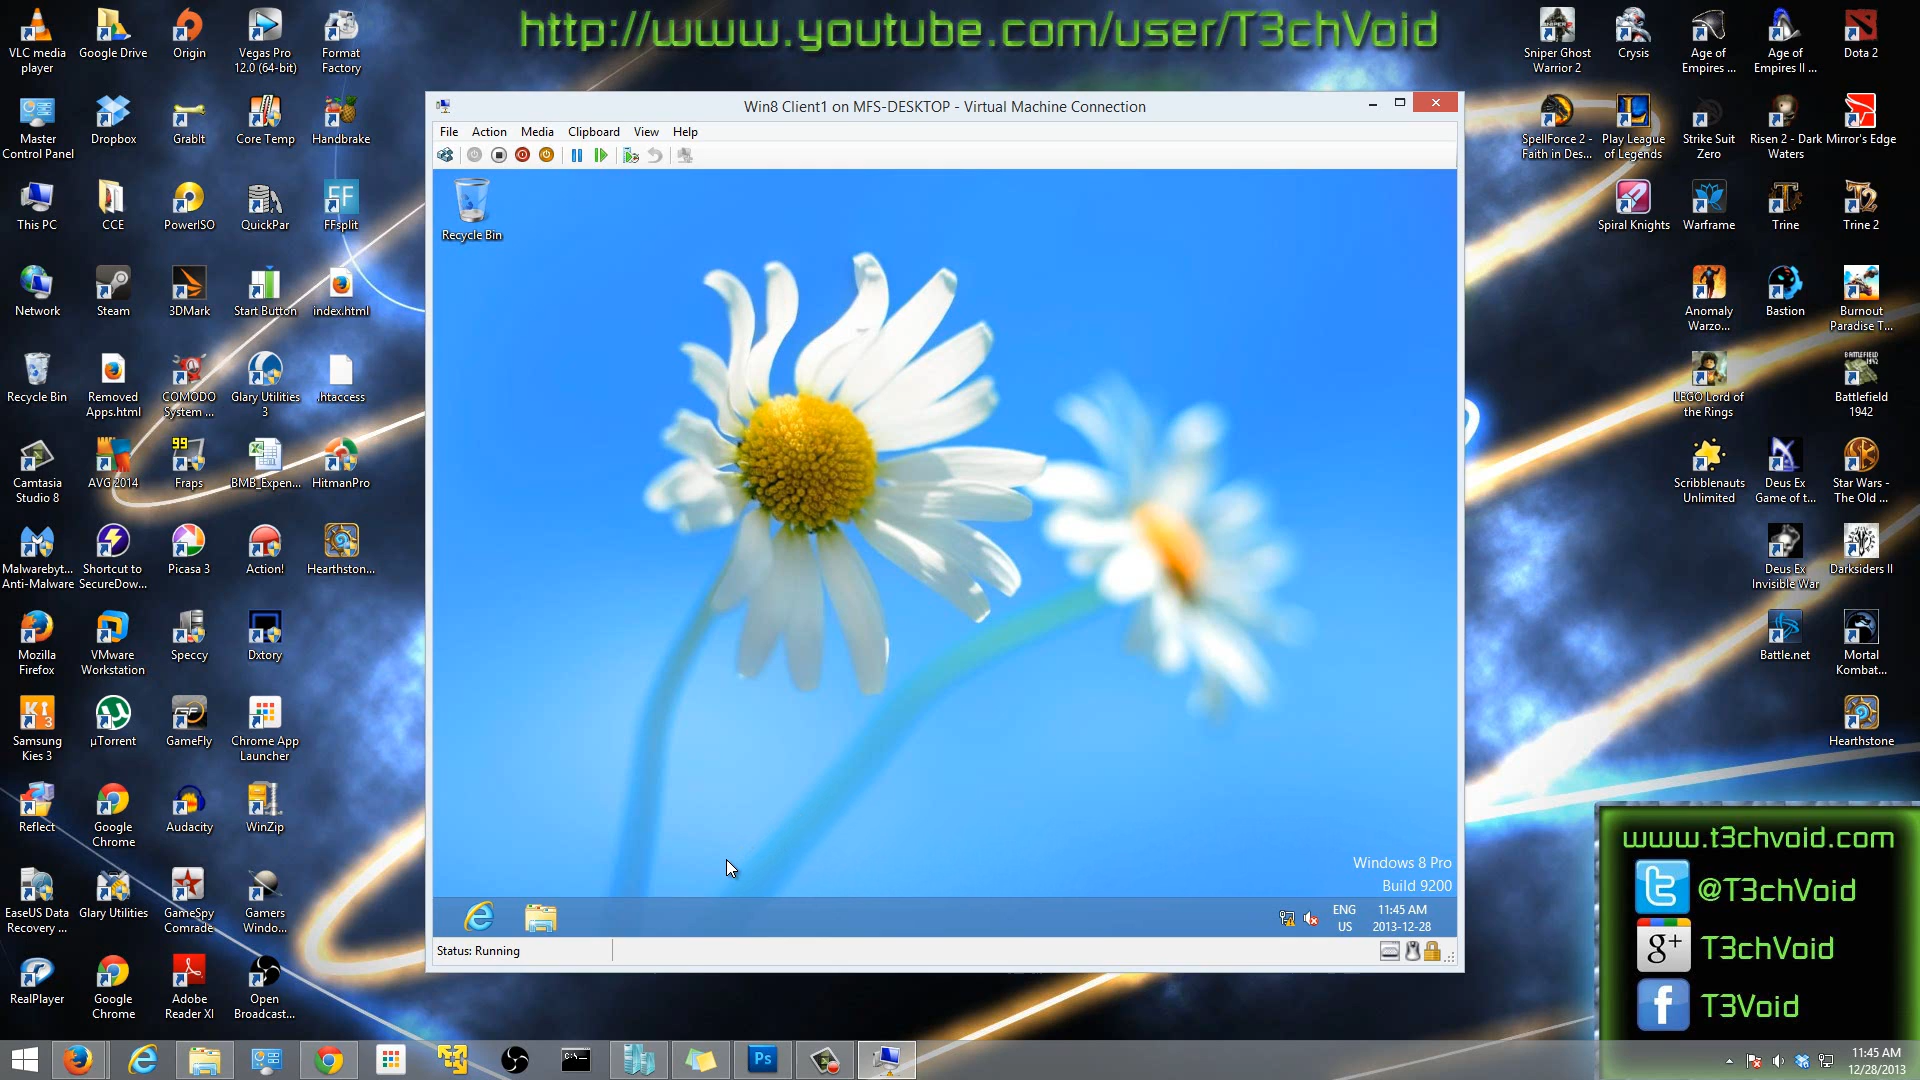 http://www.youtube.com/user/T3chVoid
VLC media player
Google Drive
Origin
Vegas Pro 12.0 (64-bit)
Format Factory
Master Control Panel
Dropbox
GrabIt
Core Temp
Handbrake
This PC
CCE
PowerISO
QuickPar
FF
FFsplit
Network
Steam
3DMark
Start Button
index.html
Recycle Bin
Removed Apps.html
COMODO System ...
Glary Utilities 3
.htaccess
Camtasia Studio 8
AVG 2014
99
Fraps
BMB_Expen...
HitmanPro
Malwarebyt... Anti-Malware
Shortcut to SecureDow...
Picasa 3
Action!
Hearthston...
Mozilla Firefox
VMware Workstation
Speccy
Dxtory
Samsung Kies 3
µTorrent
GameFly
Chrome App Launcher
Reflect
Google Chrome
Audacity
WinZip
EaseUS Data Recovery ...
Glary Utilities
GameSpy Comrade
Gamers Windo...
RealPlayer
Google Chrome
Adobe Reader XI
Open Broadcast...
Win8 Client1 on MFS-DESKTOP - Virtual Machine Connection
File Action Media Clipboard View Help
Recycle Bin
Windows 8 Pro
Build 9200
ENG
US
11:45 AM
2013-12-28
Status: Running
Sniper Ghost Warrior 2
Crysis
Age of Empires ...
Age of Empires II ...
Dota 2
SpellForce 2 - Faith in Des...
Play League of Legends
Strike Suit Zero
Risen 2 - Dark Waters
Mirror's Edge
Spiral Knights
Warframe
Trine
Trine 2
Anomaly Warzo...
Bastion
Burnout Paradise T...
LEGO Lord of the Rings
Battlefield 1942
Scribblenauts Unlimited
Deus Ex Game of t...
Star Wars - The Old ...
Deus Ex Invisible War
Darksiders II
Battle.net
Mortal Kombat...
Hearthstone
www.t3chvoid.com
@T3chVoid
g+ T3chVoid
f T3Void
Ps
11:45 AM
12/28/2013